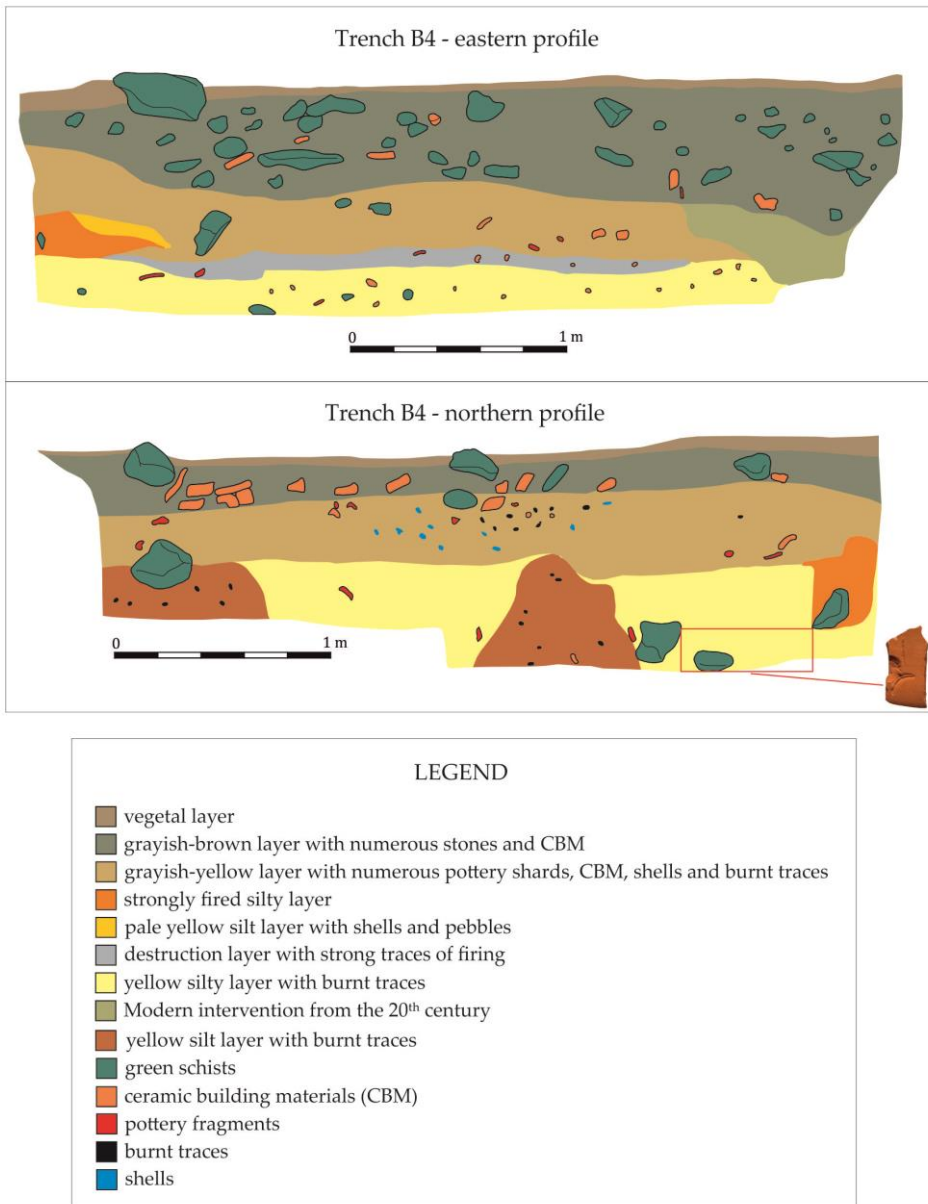 Trench B4 - eastern profile
0 1 m
Trench B4 - northern profile
0 1 m
LEGEND
vegetal layer
grayish-brown layer with numerous stones and CBM
grayish-yellow layer with numerous pottery shards, CBM, shells and burnt traces
strongly fired silty layer
pale yellow silt layer with shells and pebbles
destruction layer with strong traces of firing
yellow silty layer with burnt traces
Modern intervention from the 20th century
yellow silt layer with burnt traces
green schists
ceramic building materials (CBM)
pottery fragments
burnt traces
shells